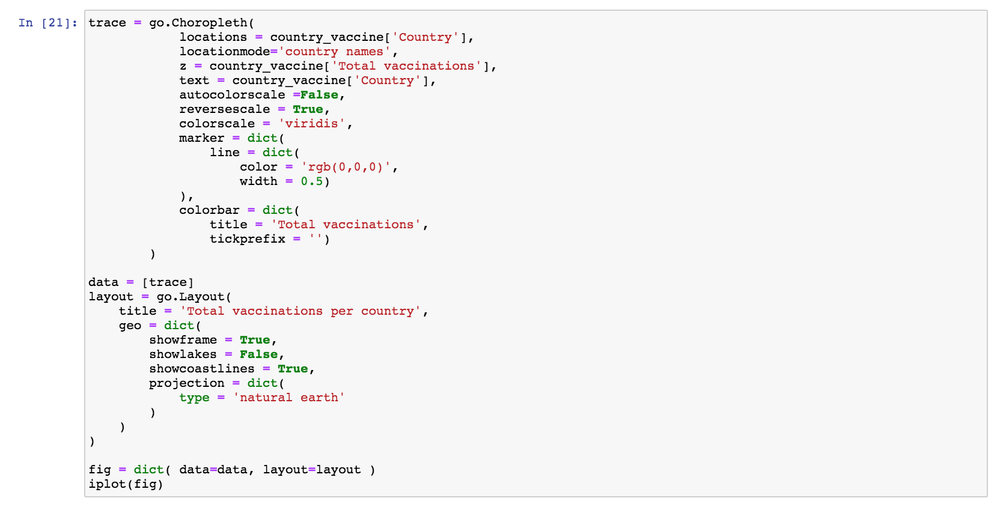 In [21]: trace = go.Choropleth(
            locations = country_vaccine['Country'],
            locationmode='country names',
            z = country_vaccine['Total vaccinations'],
            text = country_vaccine['Country'],
            autocolorscale =False,
            reversescale = True,
            colorscale = 'viridis',
            marker = dict(
                line = dict(
                    color = 'rgb(0,0,0)',
                    width = 0.5)
            ),
            colorbar = dict(
                title = 'Total vaccinations',
                tickprefix = '')
        )

data = [trace]
layout = go.Layout(
    title = 'Total vaccinations per country',
    geo = dict(
        showframe = True,
        showlakes = False,
        showcoastlines = True,
        projection = dict(
            type = 'natural earth'
        )
    )
)

fig = dict( data=data, layout=layout )
iplot(fig)